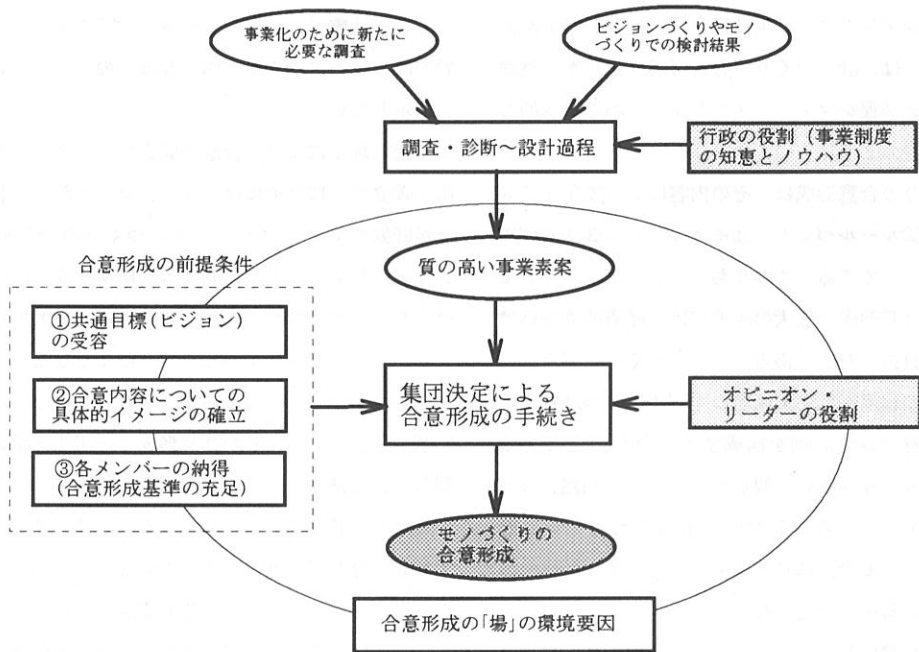 事業化のために新たに
必要な調査
ビジョンづくりやモノ
づくりでの検討結果
調査・診断～設計過程
行政の役割（事業制度
の知恵とノウハウ）
合意形成の前提条件
質の高い事業素案
①共通目標(ビジョン)
の受容
②合意内容についての
具体的イメージの確立
③各メンバーの納得
(合意形成基準の充足)
集団決定による
合意形成の手続き
オピニオン・
リーダーの役割
モノづくりの
合意形成
合意形成の「場」の環境要因